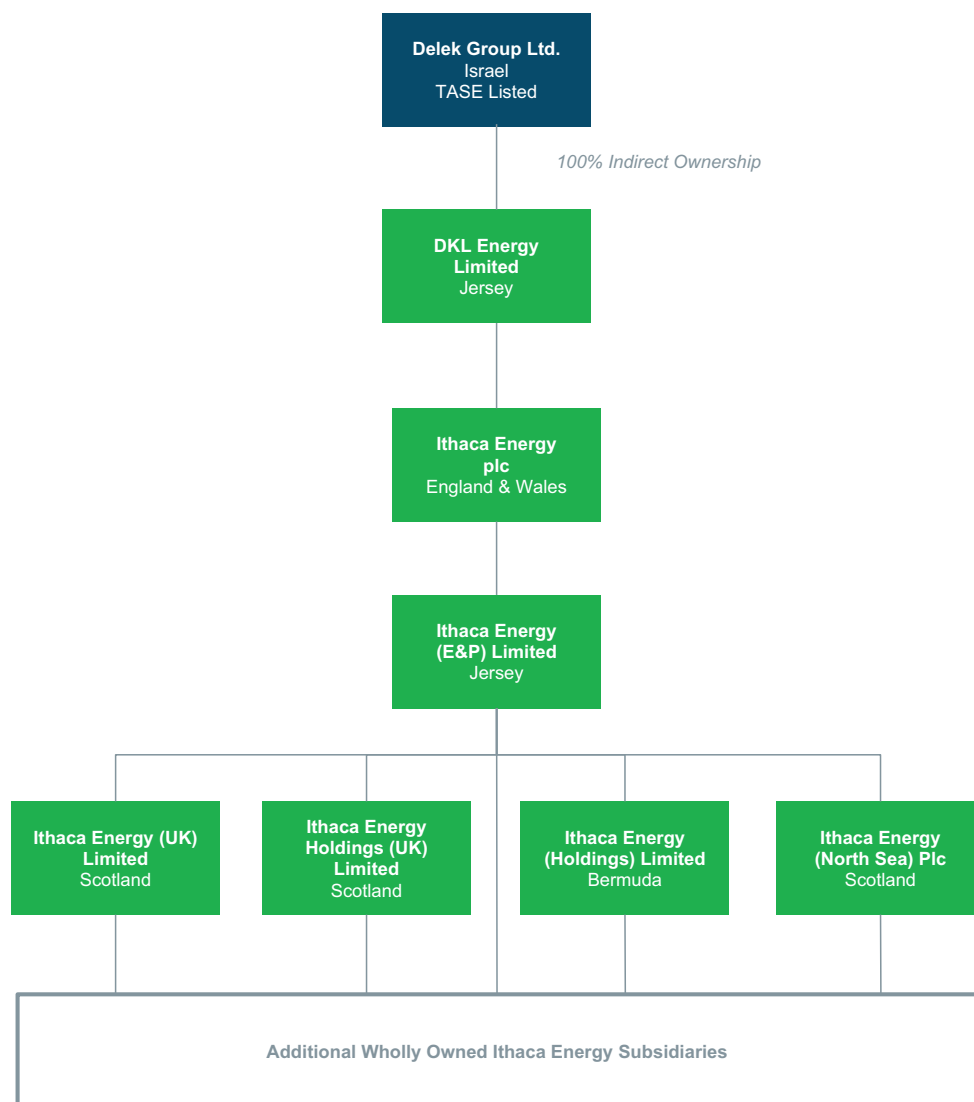 Delek Group Ltd.
Israel
TASE Listed
100% Indirect Ownership
DKL Energy
Limited
Jersey
Ithaca Energy
plc
England & Wales
Ithaca Energy
(E&P) Limited
Jersey
Ithaca Energy (UK)
Limited
Scotland
Ithaca Energy
Holdings (UK)
Limited
Scotland
Ithaca Energy
(Holdings) Limited
Bermuda
Ithaca Energy
(North Sea) Plc
Scotland
Additional Wholly Owned Ithaca Energy Subsidiaries